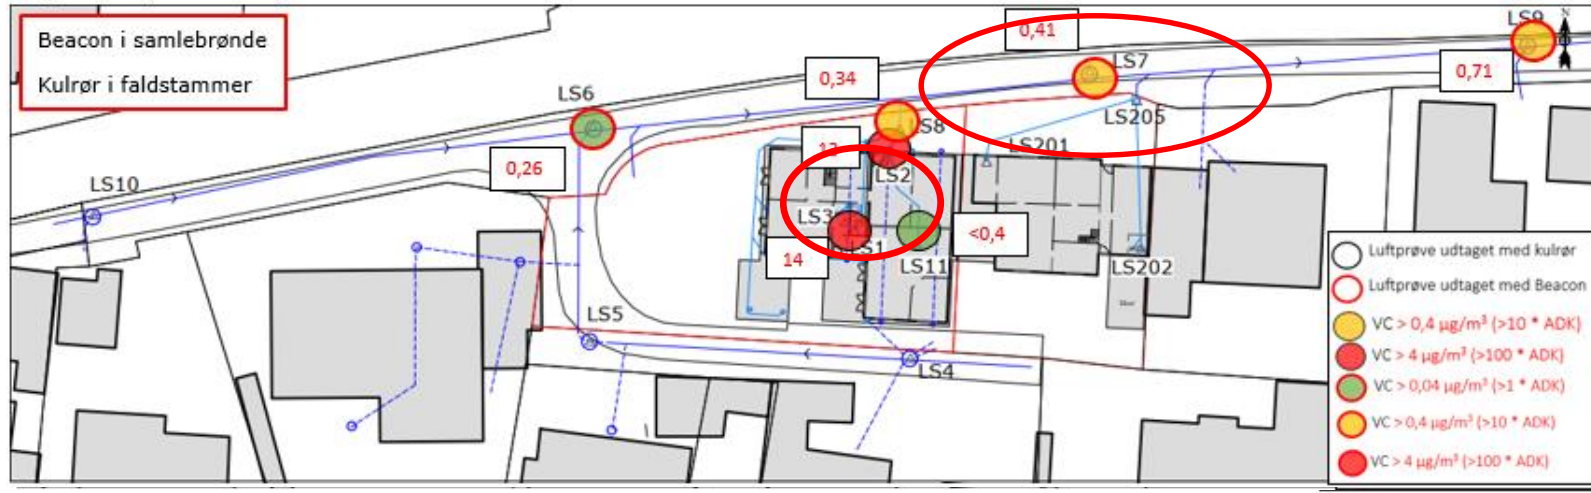 Beacon i samlebrønde
Kulrør i faldstammer
0,41
LS9
N
LS7
0,34
0,71
LS6
LS205
LS8
LS201
0,26
LS2
LS10
LS3
<0,4
LS1
14
LS11
LS202
LS5
LS4
Luftprøve udtaget med kulrør
Luftprøve udtaget med Beacon
VC > 0,4 µg/m³ (>10 * ADK)
VC > 4 µg/m³ (>100 * ADK)
VC > 0,04 µg/m³ (>1 * ADK)
VC > 0,4 µg/m³ (>10 * ADK)
VC > 4 µg/m³ (>100 * ADK)